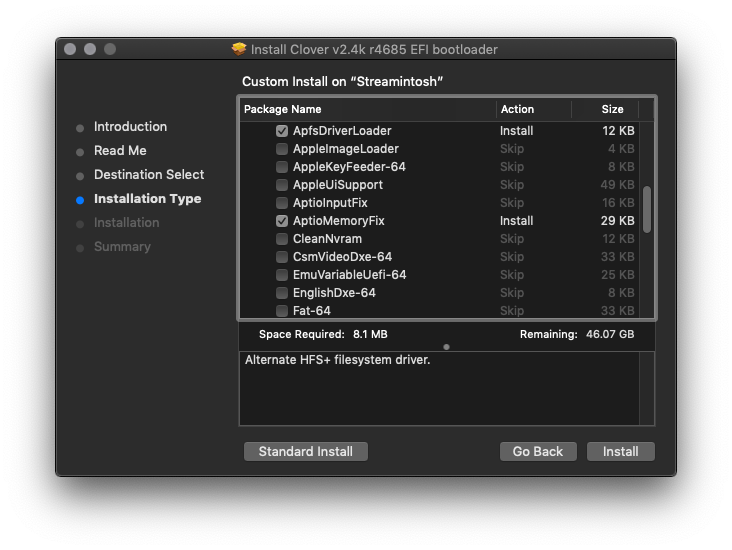 Install Clover v2.4k r4685 EFI bootloader
Custom Install on “Streamintosh”
Introduction
Read Me
Destination Select
Installation Type
Installation
Summary
Package Name Action Size
ApfsDriverLoader Install 12 KB
AppleImageLoader Skip 4 KB
AppleKeyFeeder-64 Skip 8 KB
AppleUiSupport Skip 49 KB
AptioInputFix Skip 16 KB
AptioMemoryFix Install 29 KB
CleanNvram Skip 12 KB
CsmVideoDxe-64 Skip 33 KB
EmuVariableUefi-64 Skip 25 KB
EnglishDxe-64 Skip 8 KB
Fat-64 Skip 33 KB
Space Required: 8.1 MB Remaining: 46.07 GB
Alternate HFS+ filesystem driver.
Standard Install Go Back Install